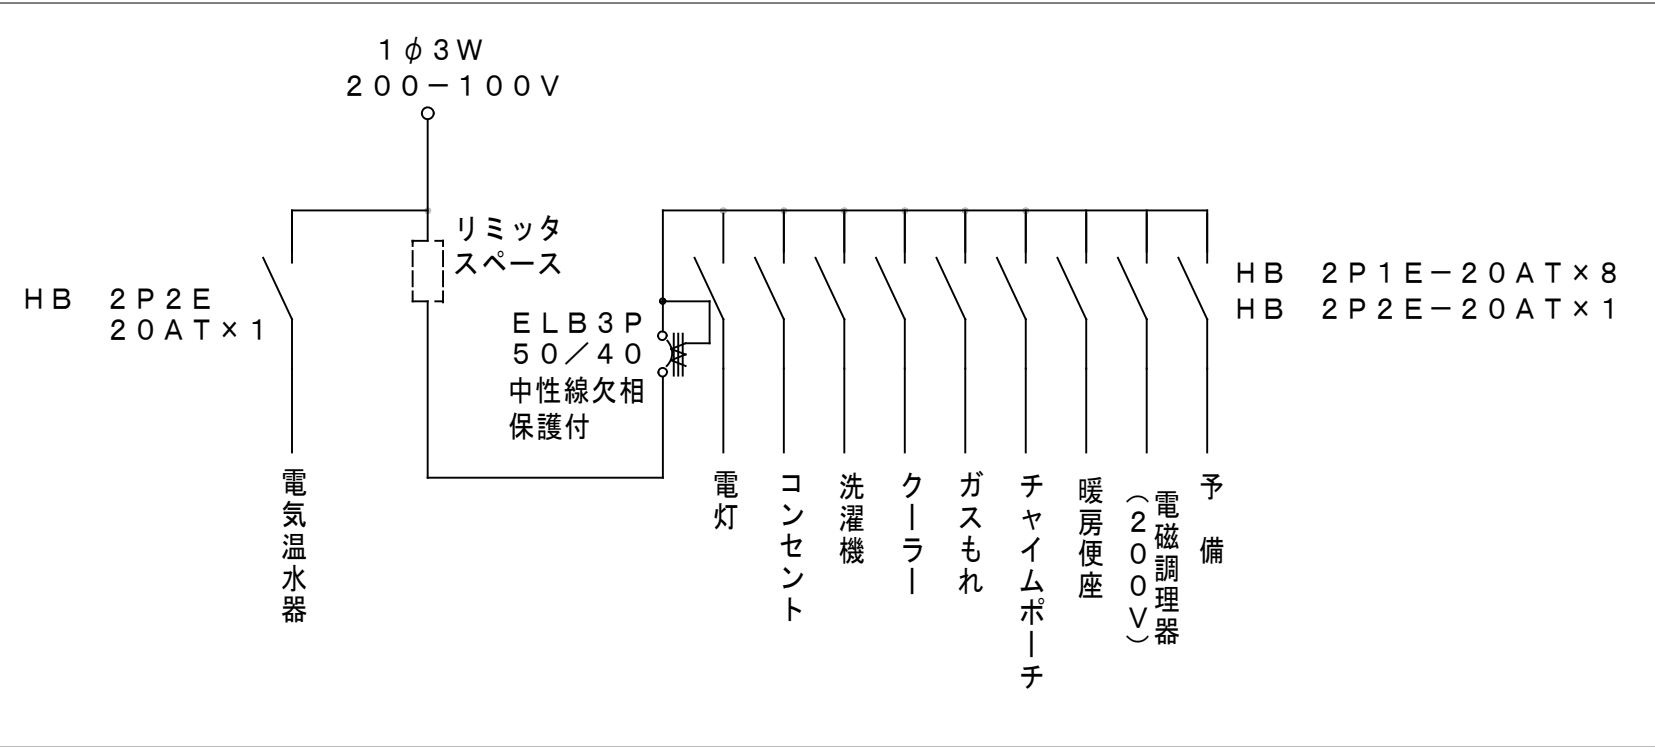 １φ３W
２００－１００V
リミッタ
スペース
HB　２P２E
２０AT×１
ELB３P
５０／４０
中性線欠相
保護付
HB　２P１E－２０AT×８
HB　２P２E－２０AT×１
電気温水器
電灯
コンセント
洗濯機
クーラー
ガスもれ
チャイムポーチ
暖房便座
電磁調理器
（２００V）
予　備